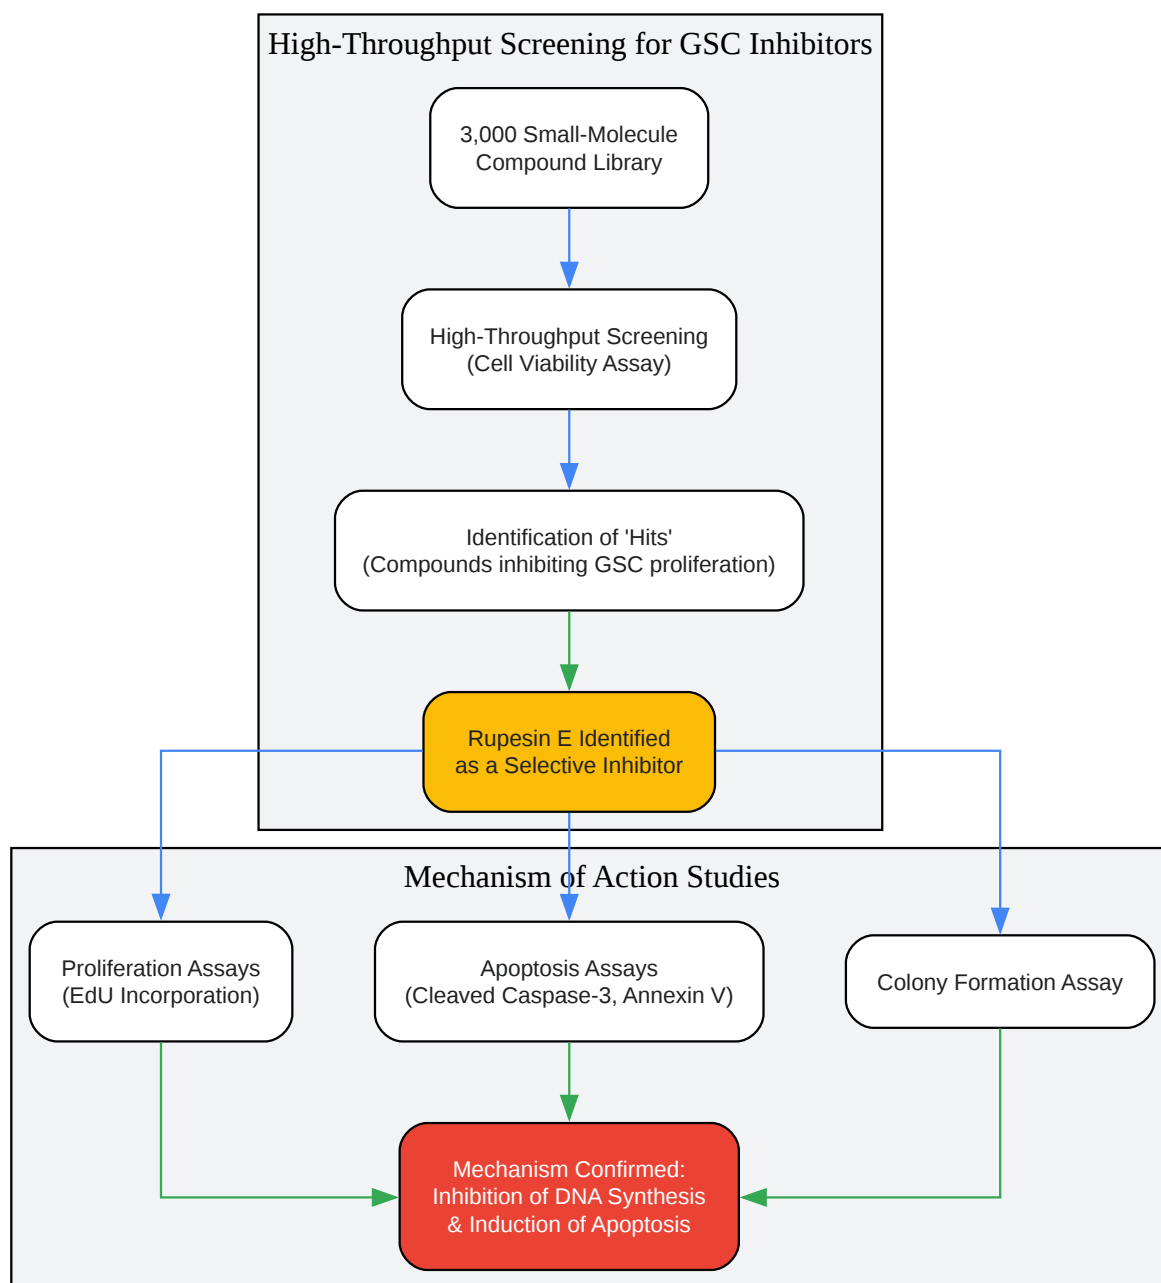 High-Throughput Screening for GSC Inhibitors
3,000 Small-Molecule
Compound Library
High-Throughput Screening
(Cell Viability Assay)
Identification of 'Hits'
(Compounds inhibiting GSC proliferation)
Rupesin E Identified
as a Selective Inhibitor
Mechanism of Action Studies
Proliferation Assays
(EdU Incorporation)
Apoptosis Assays
(Cleaved Caspase-3, Annexin V)
Colony Formation Assay
Mechanism Confirmed:
Inhibition of DNA Synthesis
& Induction of Apoptosis